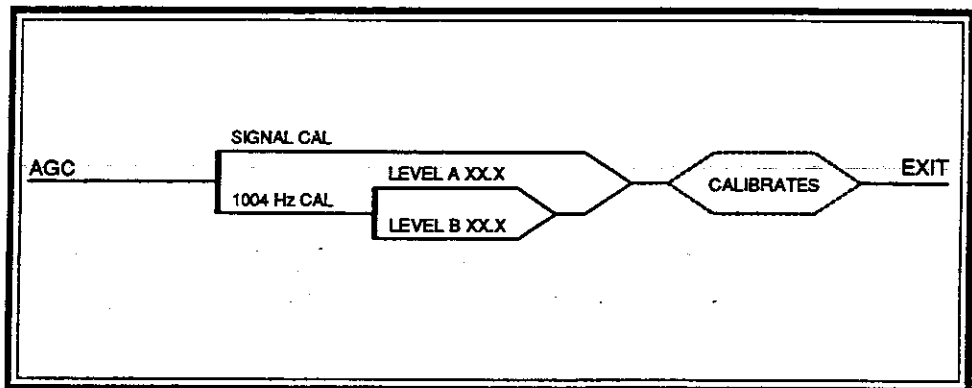 SIGNAL CAL
AGC
LEVEL A XX.X
CALIBRATES
EXIT
1004 Hz CAL
LEVEL B XX.X